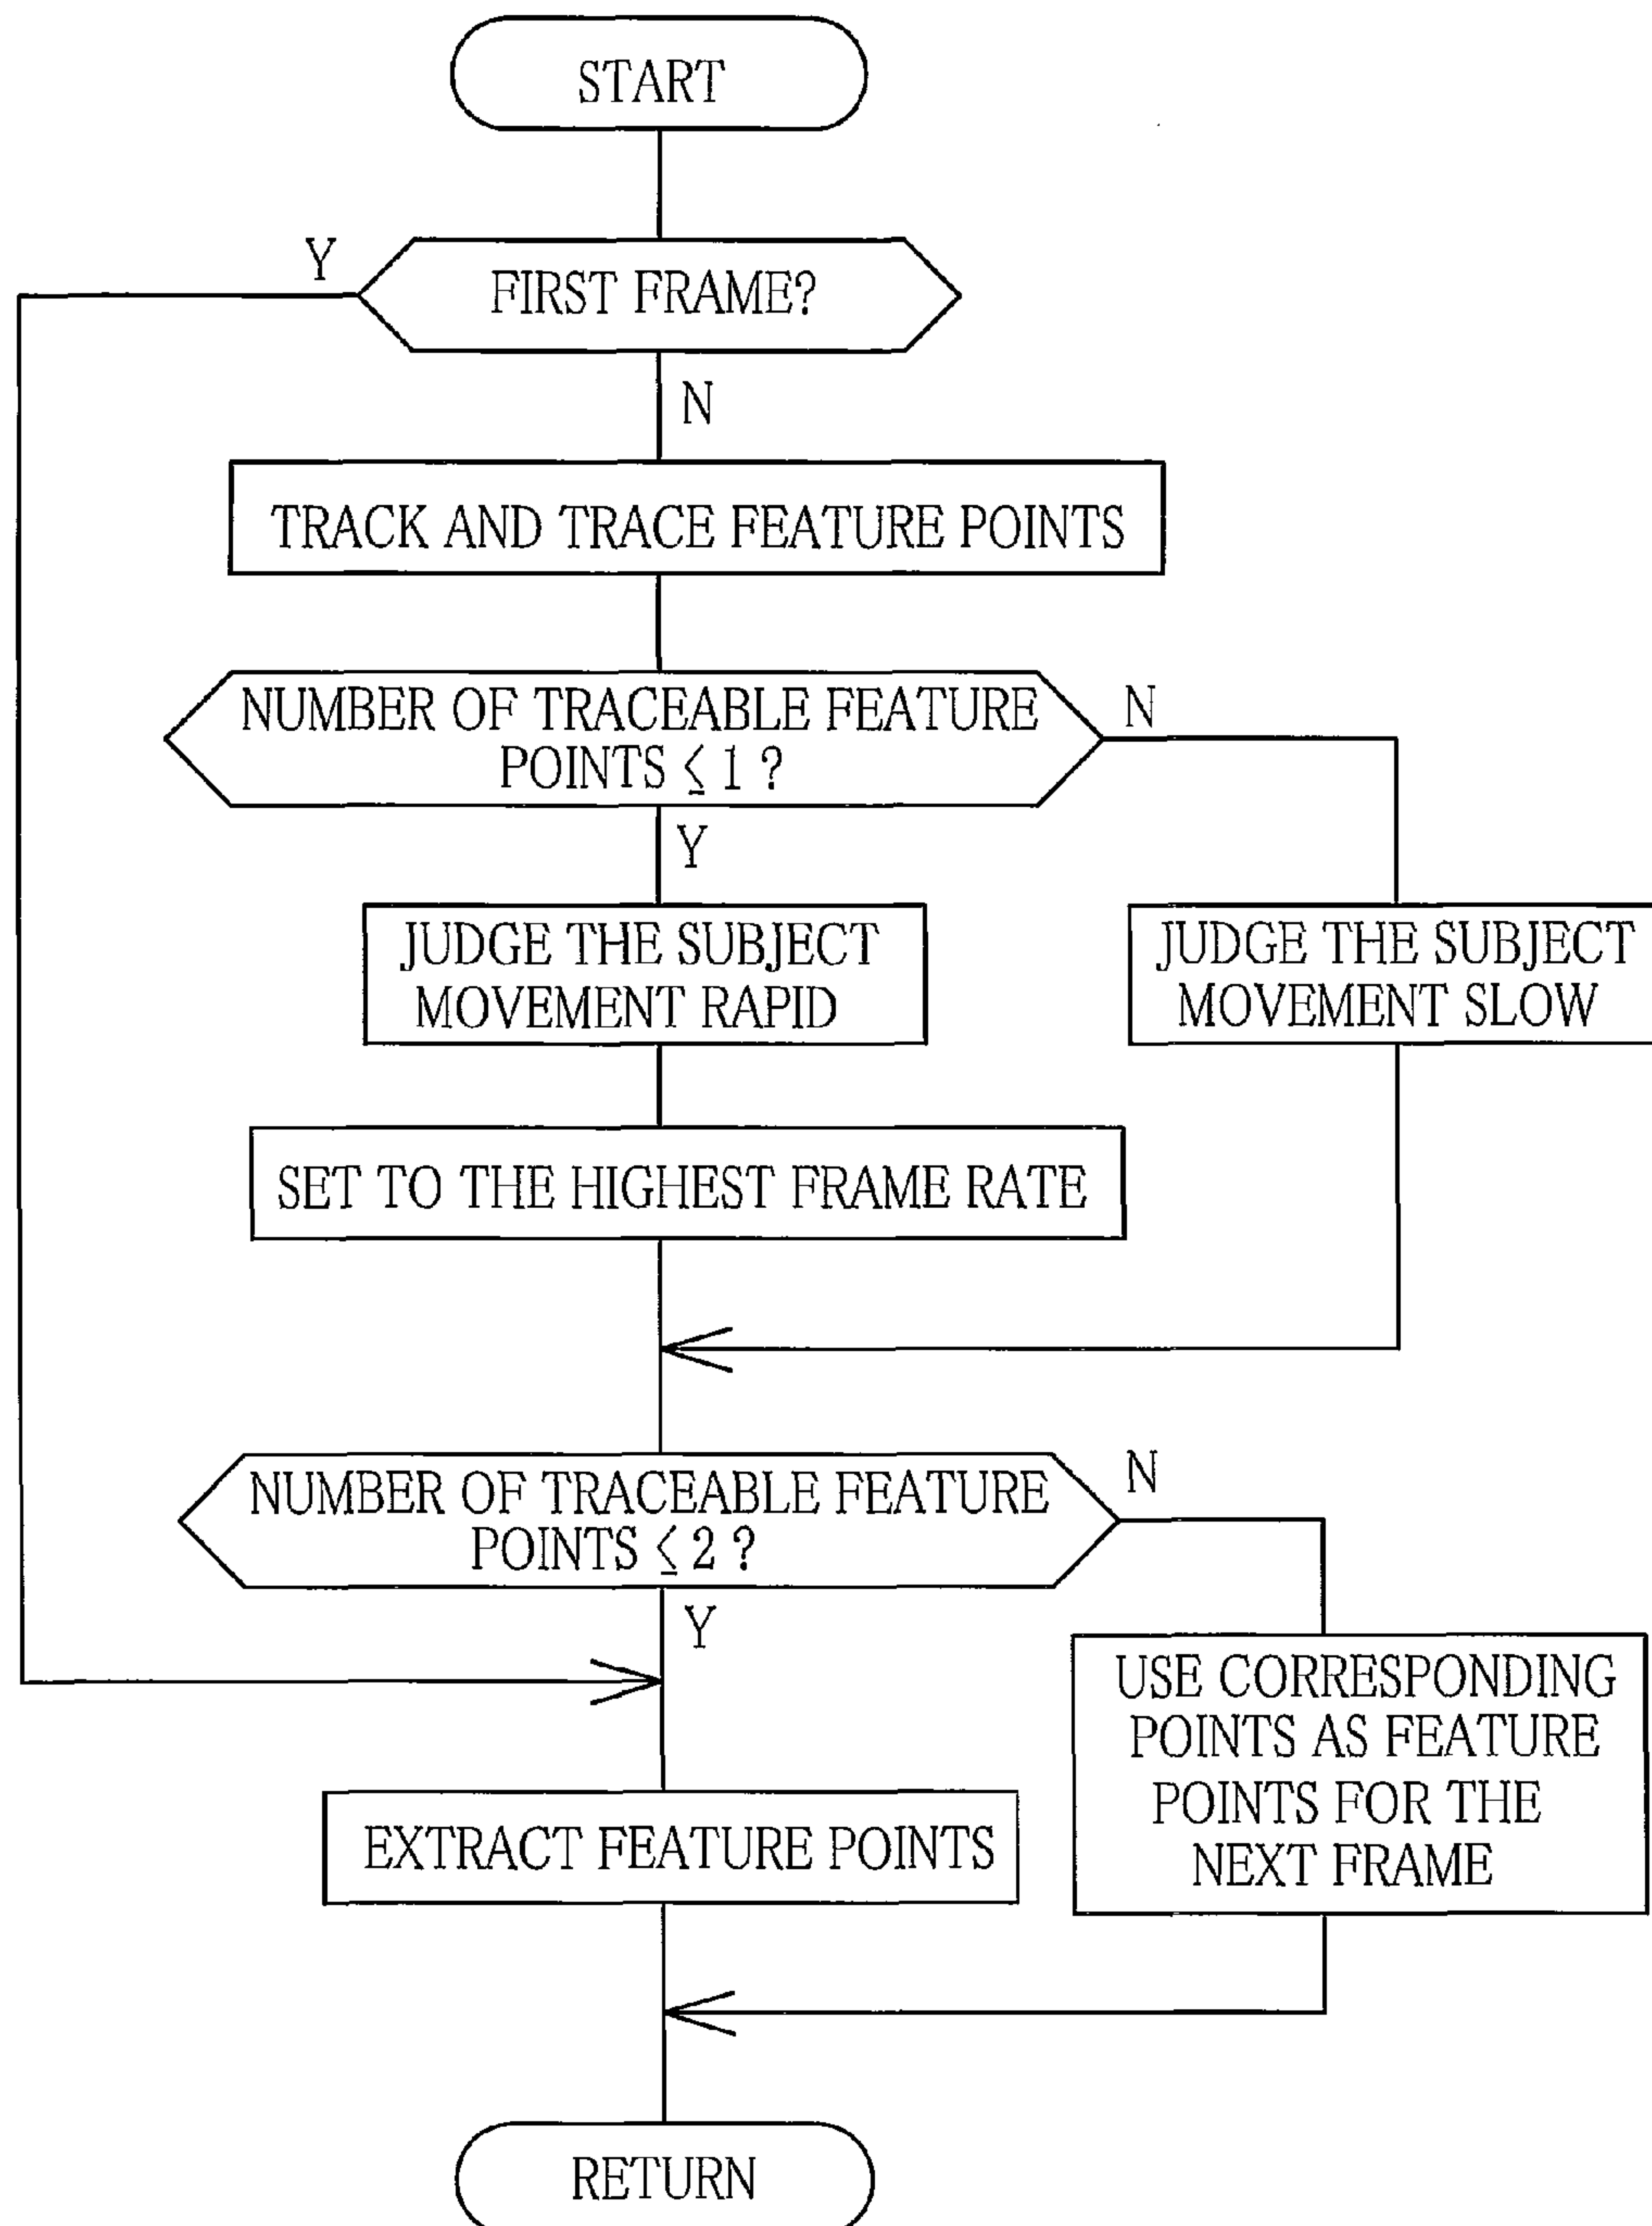 START
Y
FIRST FRAME?
N
TRACK AND TRACE FEATURE POINTS
NUMBER OF TRACEABLE FEATURE
POINTS ≤ 1 ?
N
Y
JUDGE THE SUBJECT
MOVEMENT RAPID
JUDGE THE SUBJECT
MOVEMENT SLOW
SET TO THE HIGHEST FRAME RATE
NUMBER OF TRACEABLE FEATURE
POINTS ≤ 2 ?
N
Y
USE CORRESPONDING
POINTS AS FEATURE
POINTS FOR THE
NEXT FRAME
EXTRACT FEATURE POINTS
RETURN